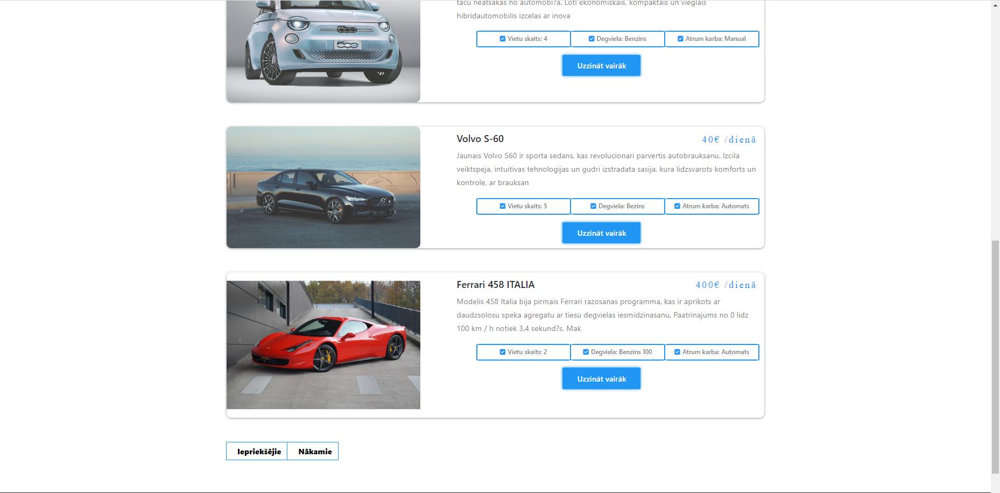 tacu neatsakas no automobi?a. Loti ekonomiskais, kompaktais un vieglais
hibridautomobilis izcelas ar inova
500
500
Vietu skaits: 4
Degviela: Benzins
Atrum karba: Manual
Uzzināt vairāk
Volvo S-60
40€ /dienā
Jaunais Volvo S60 ir sporta sedans, kas revolucionari parvertis autobrauksanu. Izcila
veiktspeja, intuitivas tehnologijas un gudri izstradata sasija, kura lidzsvarots komforts un
kontrole, ar brauksan
Vietu skaits: 5
Degviela: Bezins
Atrum karba: Automats
Uzzināt vairāk
Ferrari 458 ITALIA
400€ /dienā
Modelis 458 Italia bija pirmais Ferrari razosanas programma, kas ir aprikots ar
daudzsolosu speka agregatu ar tiesu degvielas iesmidzinasanu. Paatrinajums no 0 lidz
100 km / h notiek 3,4 sekund?s. Mak
Vietu skaits: 2
Degviela: Benzins 100
Atrum karba: Automats
Uzzināt vairāk
Iepriekšējie
Nākamie